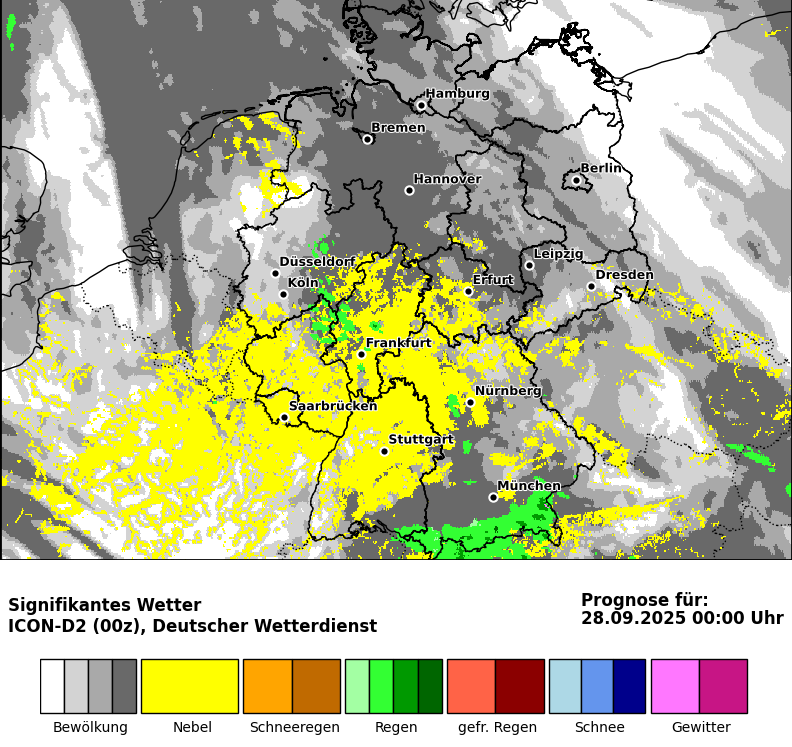 Hamburg
Bremen
Berlin
Hannover
Leipzig
Düsseldorf
Dresden
Erfurt
Köln
Frankfurt
Nürnberg
Saarbrücken
Stuttgart
München
Signifikantes Wetter
ICON-D2 (00z), Deutscher Wetterdienst
Prognose für:
28.09.2025 00:00 Uhr
Bewölkung Nebel Schneeregen Regen gefr. Regen Schnee Gewitter